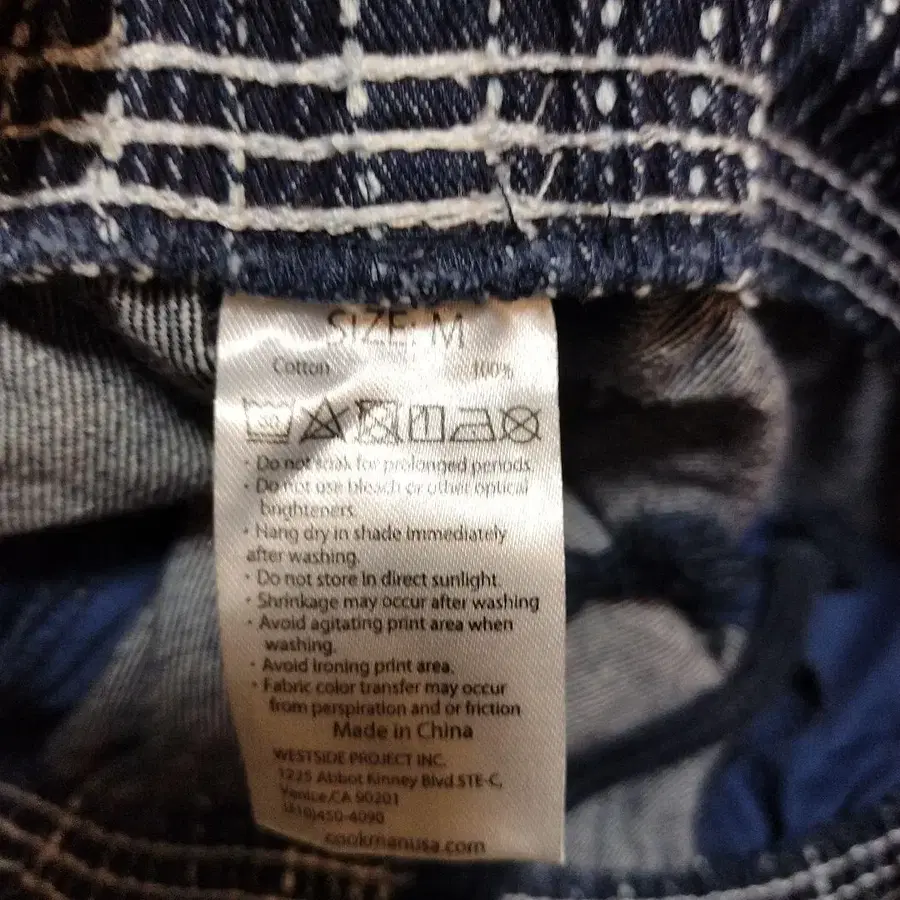 SIZE: M
Cotton 100%
· Do not soak for prolonged periods.
· Do not use bleach or other optical
brighteners.
· Hang dry in shade immediately
after washing.
· Do not store in direct sunlight.
· Shrinkage may occur after washing
· Avoid agitating print area when
washing.
· Avoid ironing print area.
· Fabric color transfer may occur
from perspiration and or friction
Made in China
WESTSIDE PROJECT INC.
1225 Abbot Kinney Blvd.STE-C,
Venice.CA 90201
(310)450-4090
cookmanusa.com